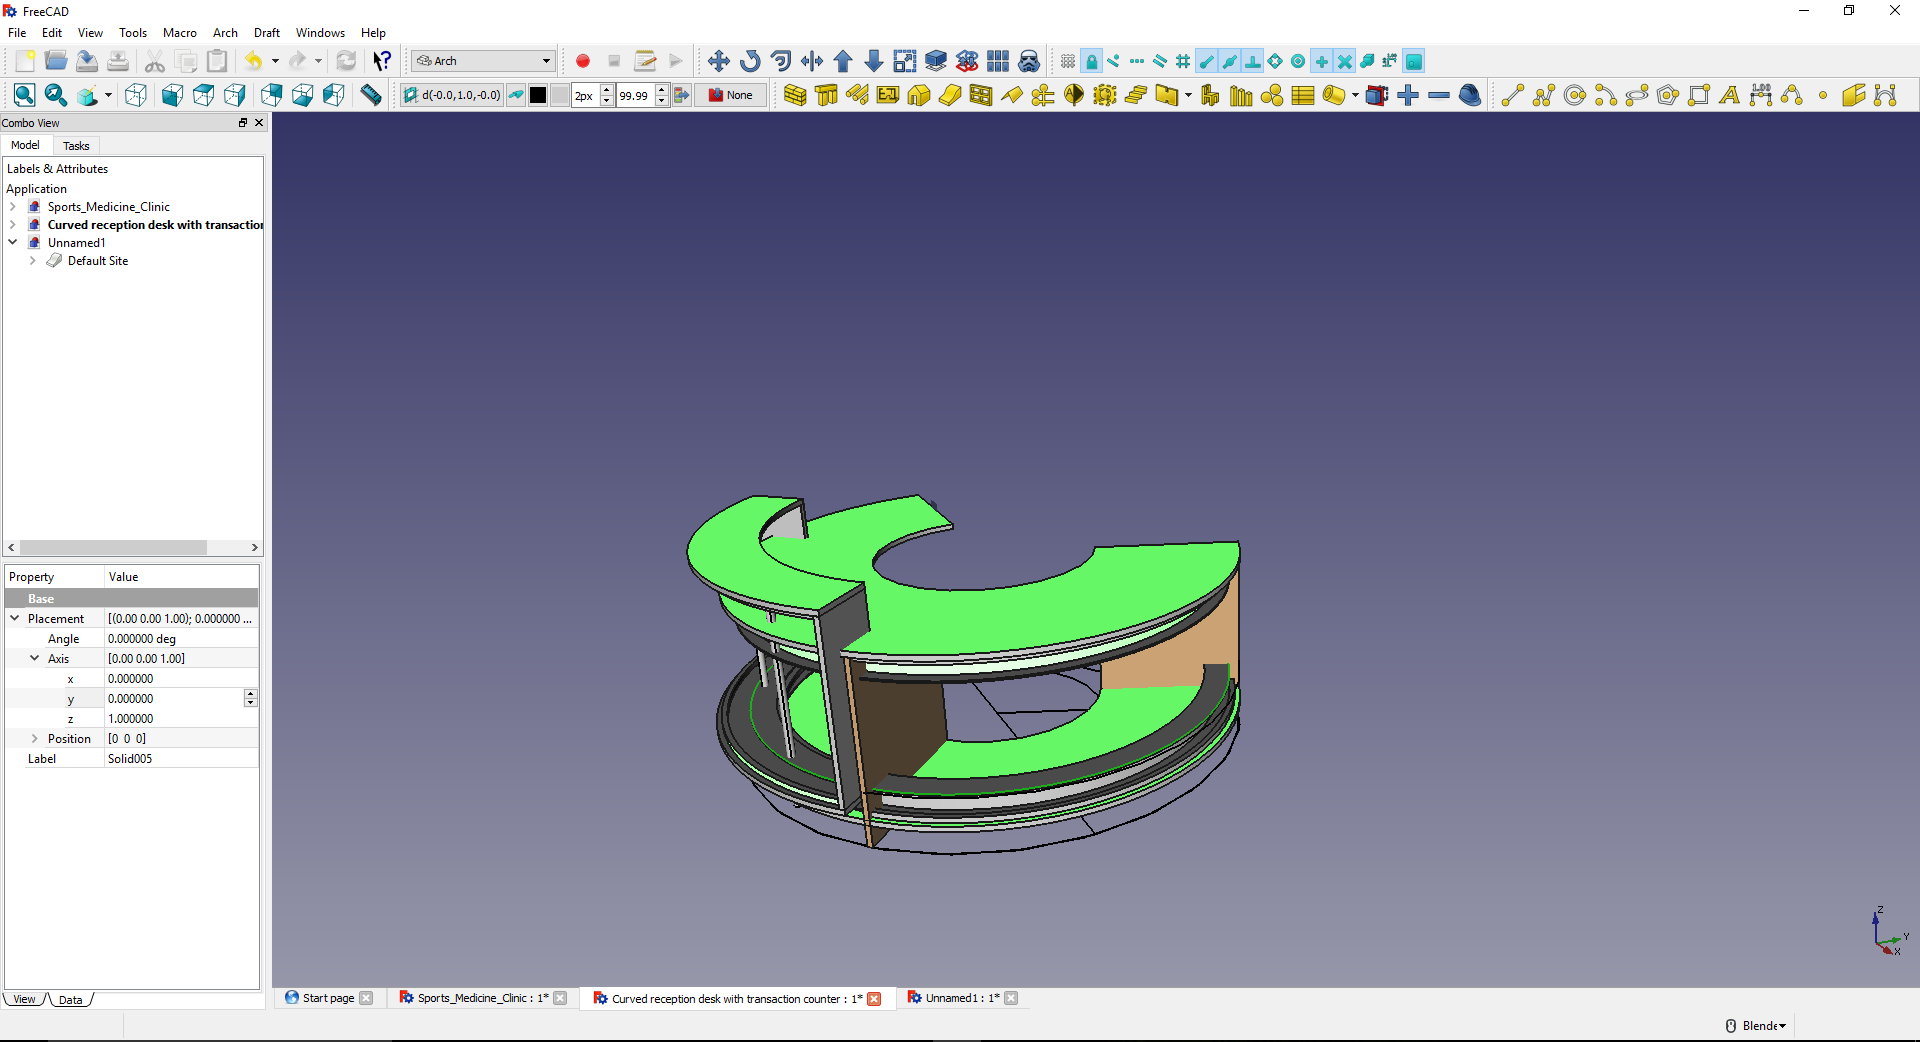 FreeCAD
File Edit View Tools Macro Arch Draft Windows Help
Arch
d(-0.0,1.0,-0.0) 2px 99.99 None
1.00
Combo View
Model Tasks
Labels & Attributes
Application
Sports_Medicine_Clinic
Curved reception desk with transaction
Unnamed1
Default Site
Property Value
Base
Placement [(0.00 0.00 1.00); 0.000000 ...
Angle 0.000000 deg
Axis [0.00 0.00 1.00]
x 0.000000
y 0.000000
z 1.000000
Position [0 0 0]
Label Solid005
Z
Y
X
View Data
Start page Sports_Medicine_Clinic : 1* Curved reception desk with transaction counter : 1* Unnamed1 : 1*
Blende